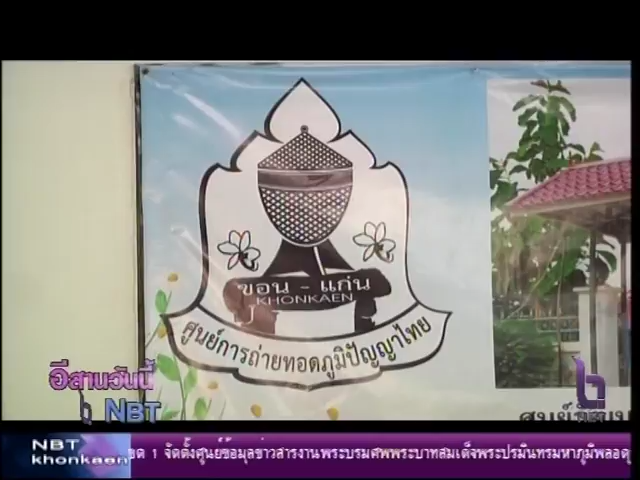 ขอน - แก่น
KHONKAEN
ศูนย์การถ่ายทอดภูมิปัญญาไทย
อีสานวันนี้
NBT
NBT
khonkaen
1 จัดตั้งศูนย์ข้อมูลข่าวสารงานพระบรมศพพระบาทสมเด็จพระปรมินทรมหาภูมิพลอดุ